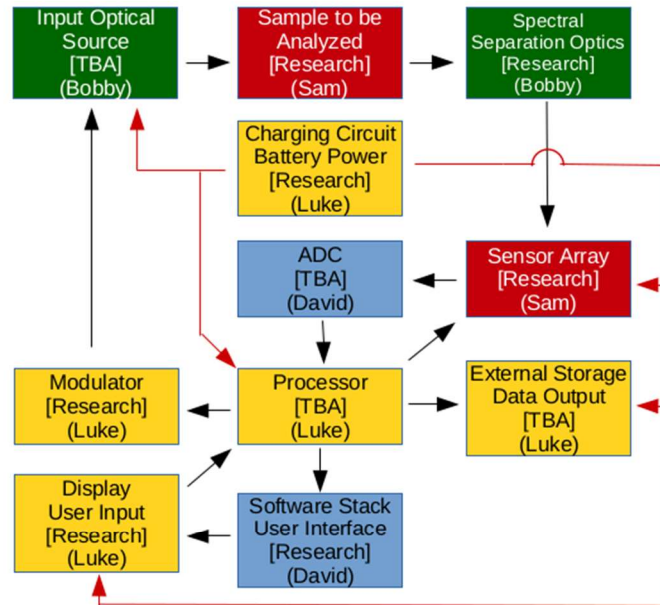 Input Optical
Source
[TBA]
(Bobby)
Sample to be
Analyzed
[Research]
(Sam)
Spectral
Separation Optics
[Research]
(Bobby)
Charging Circuit
Battery Power
[Research]
(Luke)
ADC
[TBA]
(David)
Sensor Array
[Research]
(Sam)
Modulator
[Research]
(Luke)
Processor
[TBA]
(Luke)
External Storage
Data Output
[TBA]
(Luke)
Display
User Input
[Research]
(Luke)
Software Stack
User Interface
[Research]
(David)